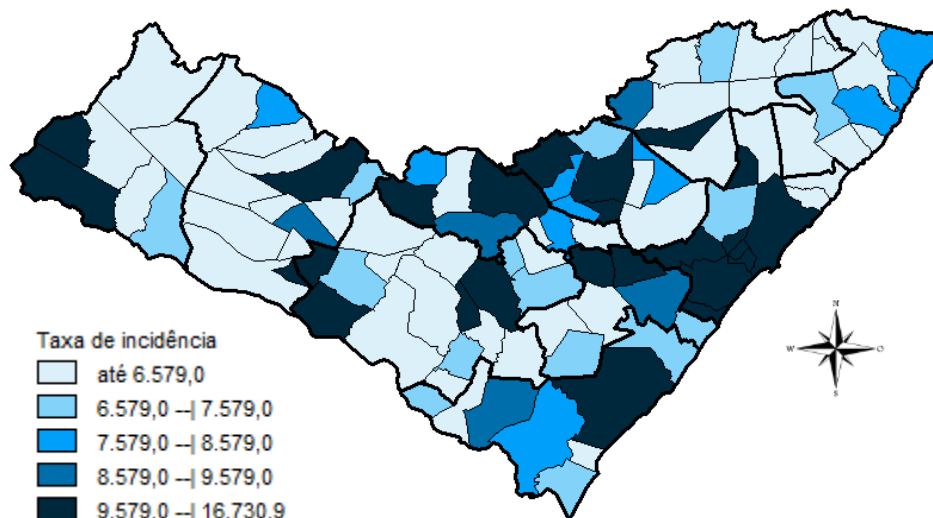 Taxa de incidência
até 6.579,0
6.579,0 --| 7.579,0
7.579,0 --| 8.579,0
8.579,0 --| 9.579,0
9.579,0 --| 16.730,9
N
W
O
S